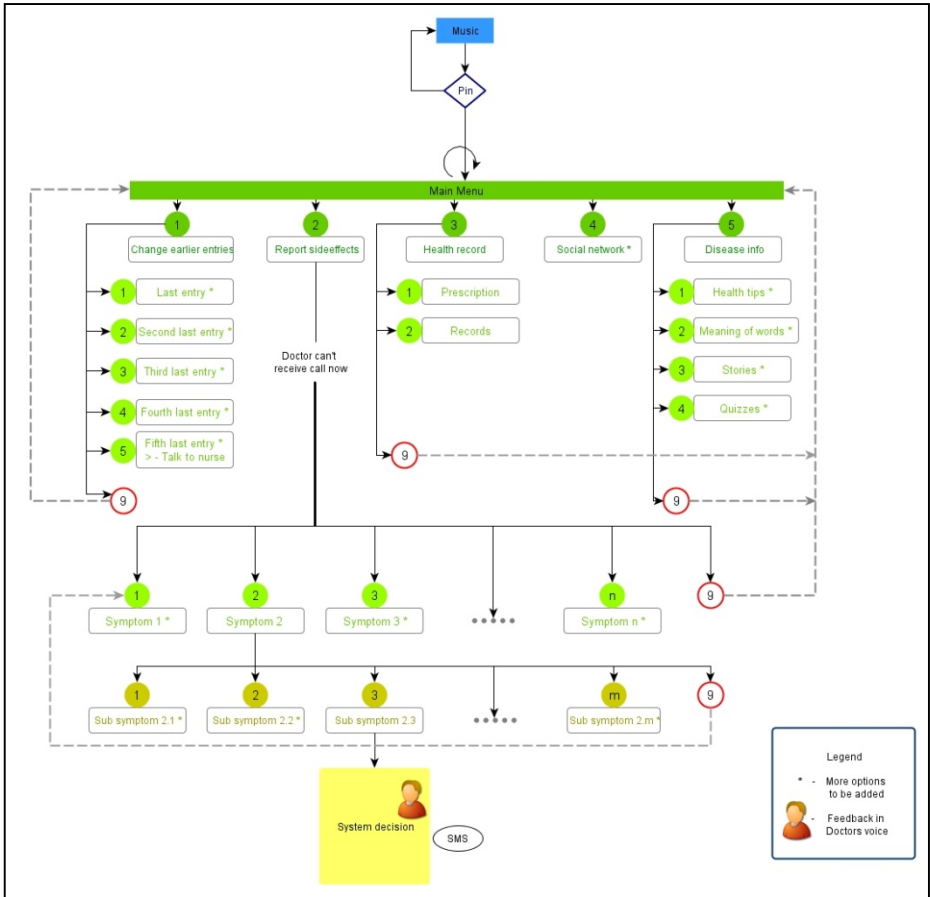 Music
Pin
Main Menu
1
2
3
4
5
Change earlier entries
Report sideeffects
Health record
Social network *
Disease info
1
Last entry *
1
Prescription
1
Health tips *
2
Second last entry *
2
Records
2
Meaning of words *
Doctor can't
receive call now
3
Third last entry *
3
Stories *
4
Fourth last entry *
4
Quizzes *
5
Fifth last entry *
> - Talk to nurse
9
9
9
1
2
3
n
9
Symptom 1 *
Symptom 2
Symptom 3 *
Symptom n *
1
2
3
m
9
Sub symptom 2.1 *
Sub symptom 2.2 *
Sub symptom 2.3
Sub symptom 2.m *
System decision
SMS
Legend
* - More options
to be added
- Feedback in
Doctors voice